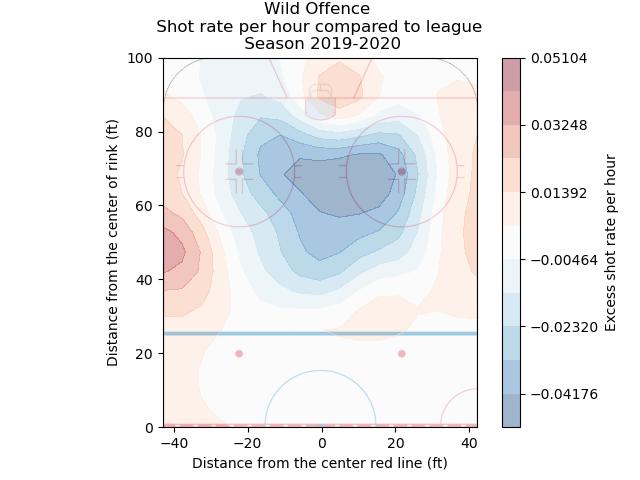 Wild Offence
Shot rate per hour compared to league
Season 2019-2020
100
80
60
40
20
0
Distance from the center of rink (ft)
−40
−20
0
20
40
Distance from the center red line (ft)
0.05104
0.03248
0.01392
−0.00464
−0.02320
−0.04176
Excess shot rate per hour